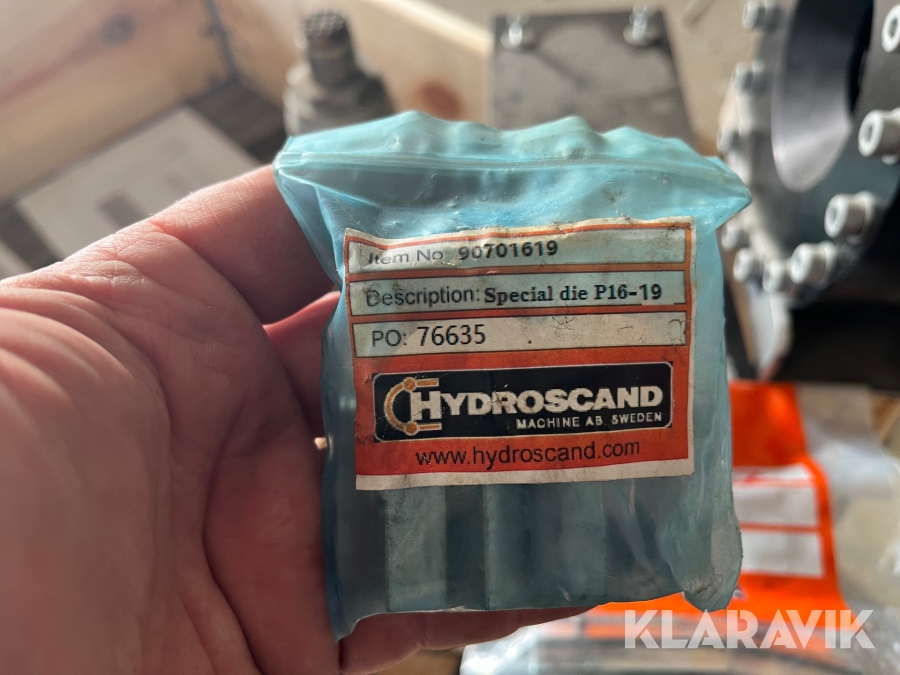 Item No 90701619
Description: Special die P16-19
PO: 76635
HYDROSCAND
MACHINE AB. SWEDEN
www.hydroscand.com
KLARAVIK